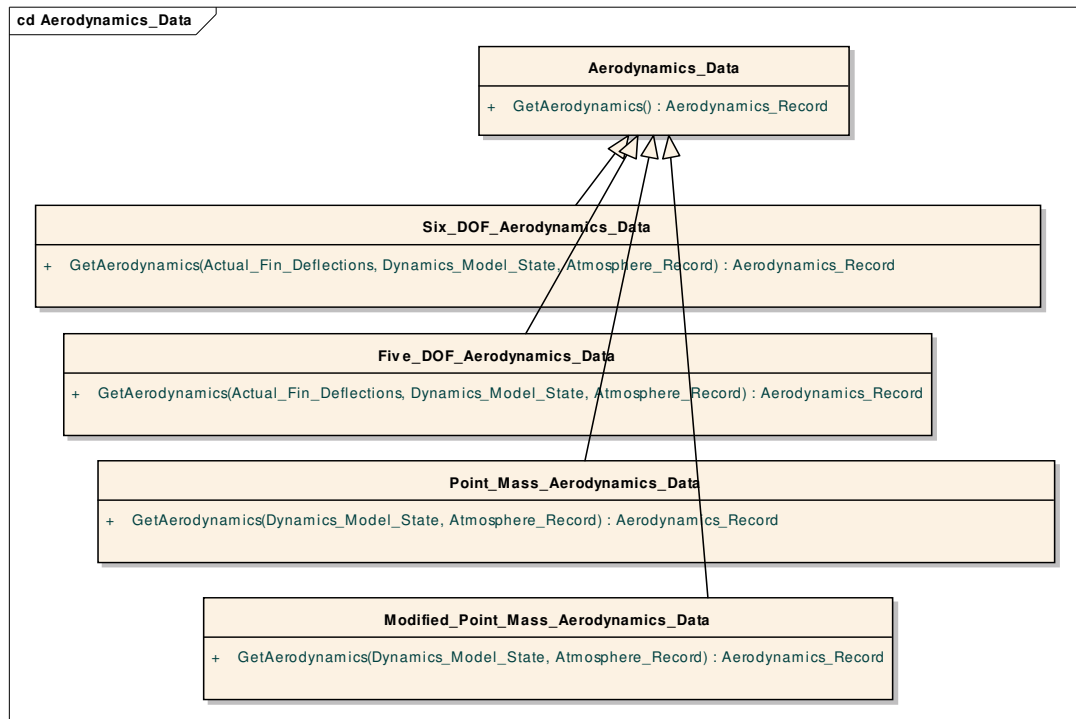 cd Aerodynamics_Data
Aerodynamics_Data
+ GetAerodynamics() : Aerodynamics_Record
Six_DOF_Aerodynamics_Data
+ GetAerodynamics(Actual_Fin_Deflections, Dynamics_Model_State, Atmosphere_Record) : Aerodynamics_Record
Five_DOF_Aerodynamics_Data
+ GetAerodynamics(Actual_Fin_Deflections, Dynamics_Model_State, Atmosphere_Record) : Aerodynamics_Record
Point_Mass_Aerodynamics_Data
+ GetAerodynamics(Dynamics_Model_State, Atmosphere_Record) : Aerodynamics_Record
Modified_Point_Mass_Aerodynamics_Data
+ GetAerodynamics(Dynamics_Model_State, Atmosphere_Record) : Aerodynamics_Record